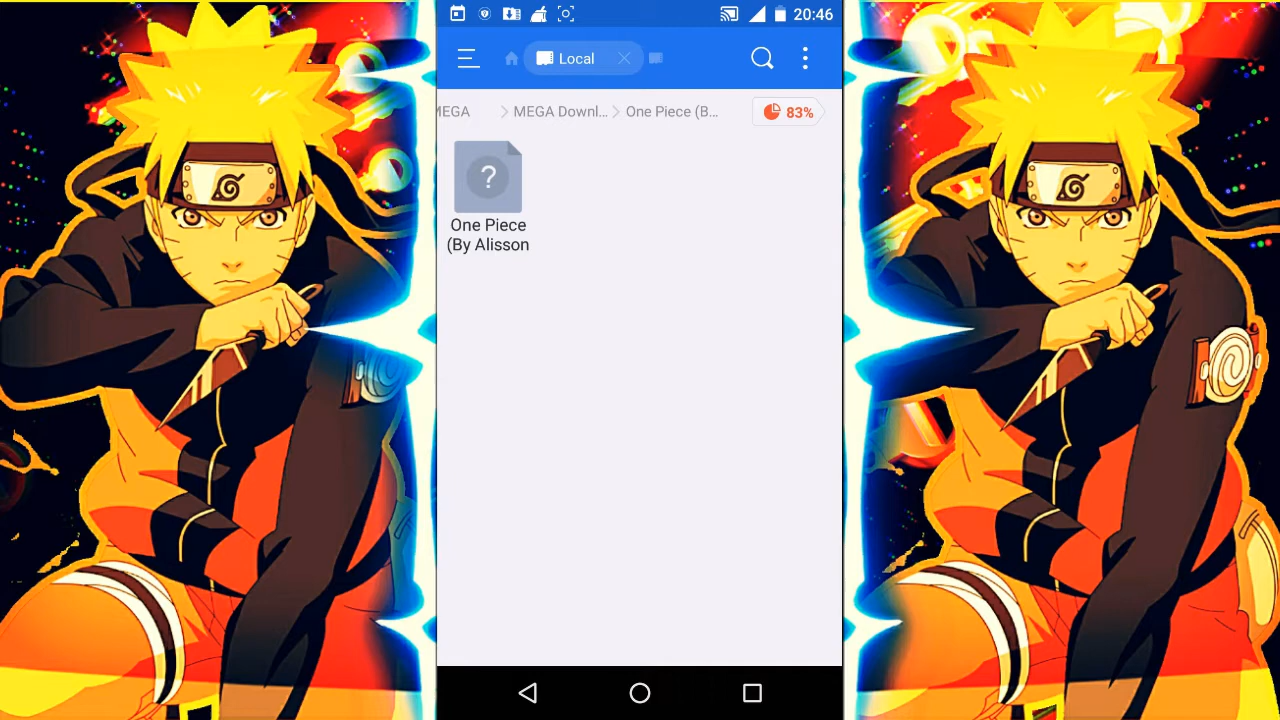 20:46
Local
MEGA
MEGA Downl...
One Piece (B...
83%
?
One Piece
(By Alisson